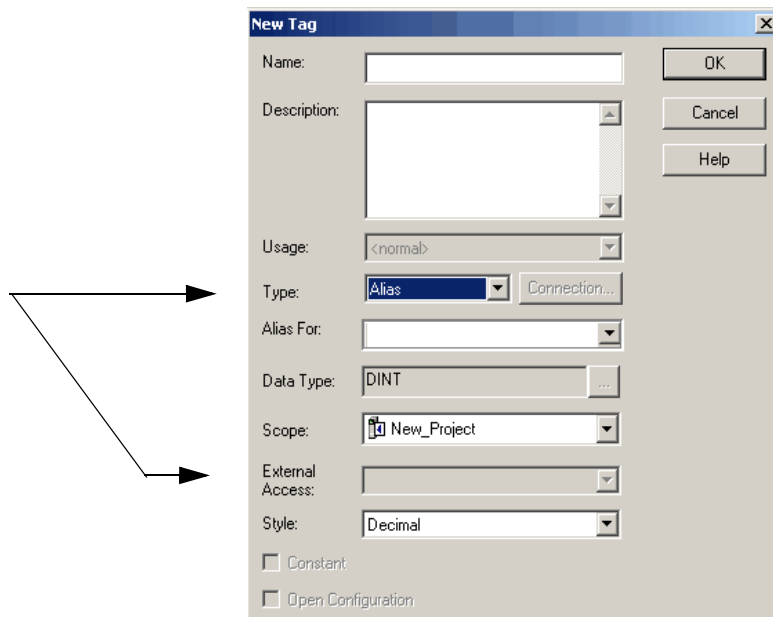 New Tag
Name:
OK
Description:
Cancel
Help
Usage:
<normal>
Type:
Alias
Connection...
Alias For:
Data Type:
DINT
...
Scope:
New_Project
External
Access:
Style:
Decimal
Constant
Open Configuration